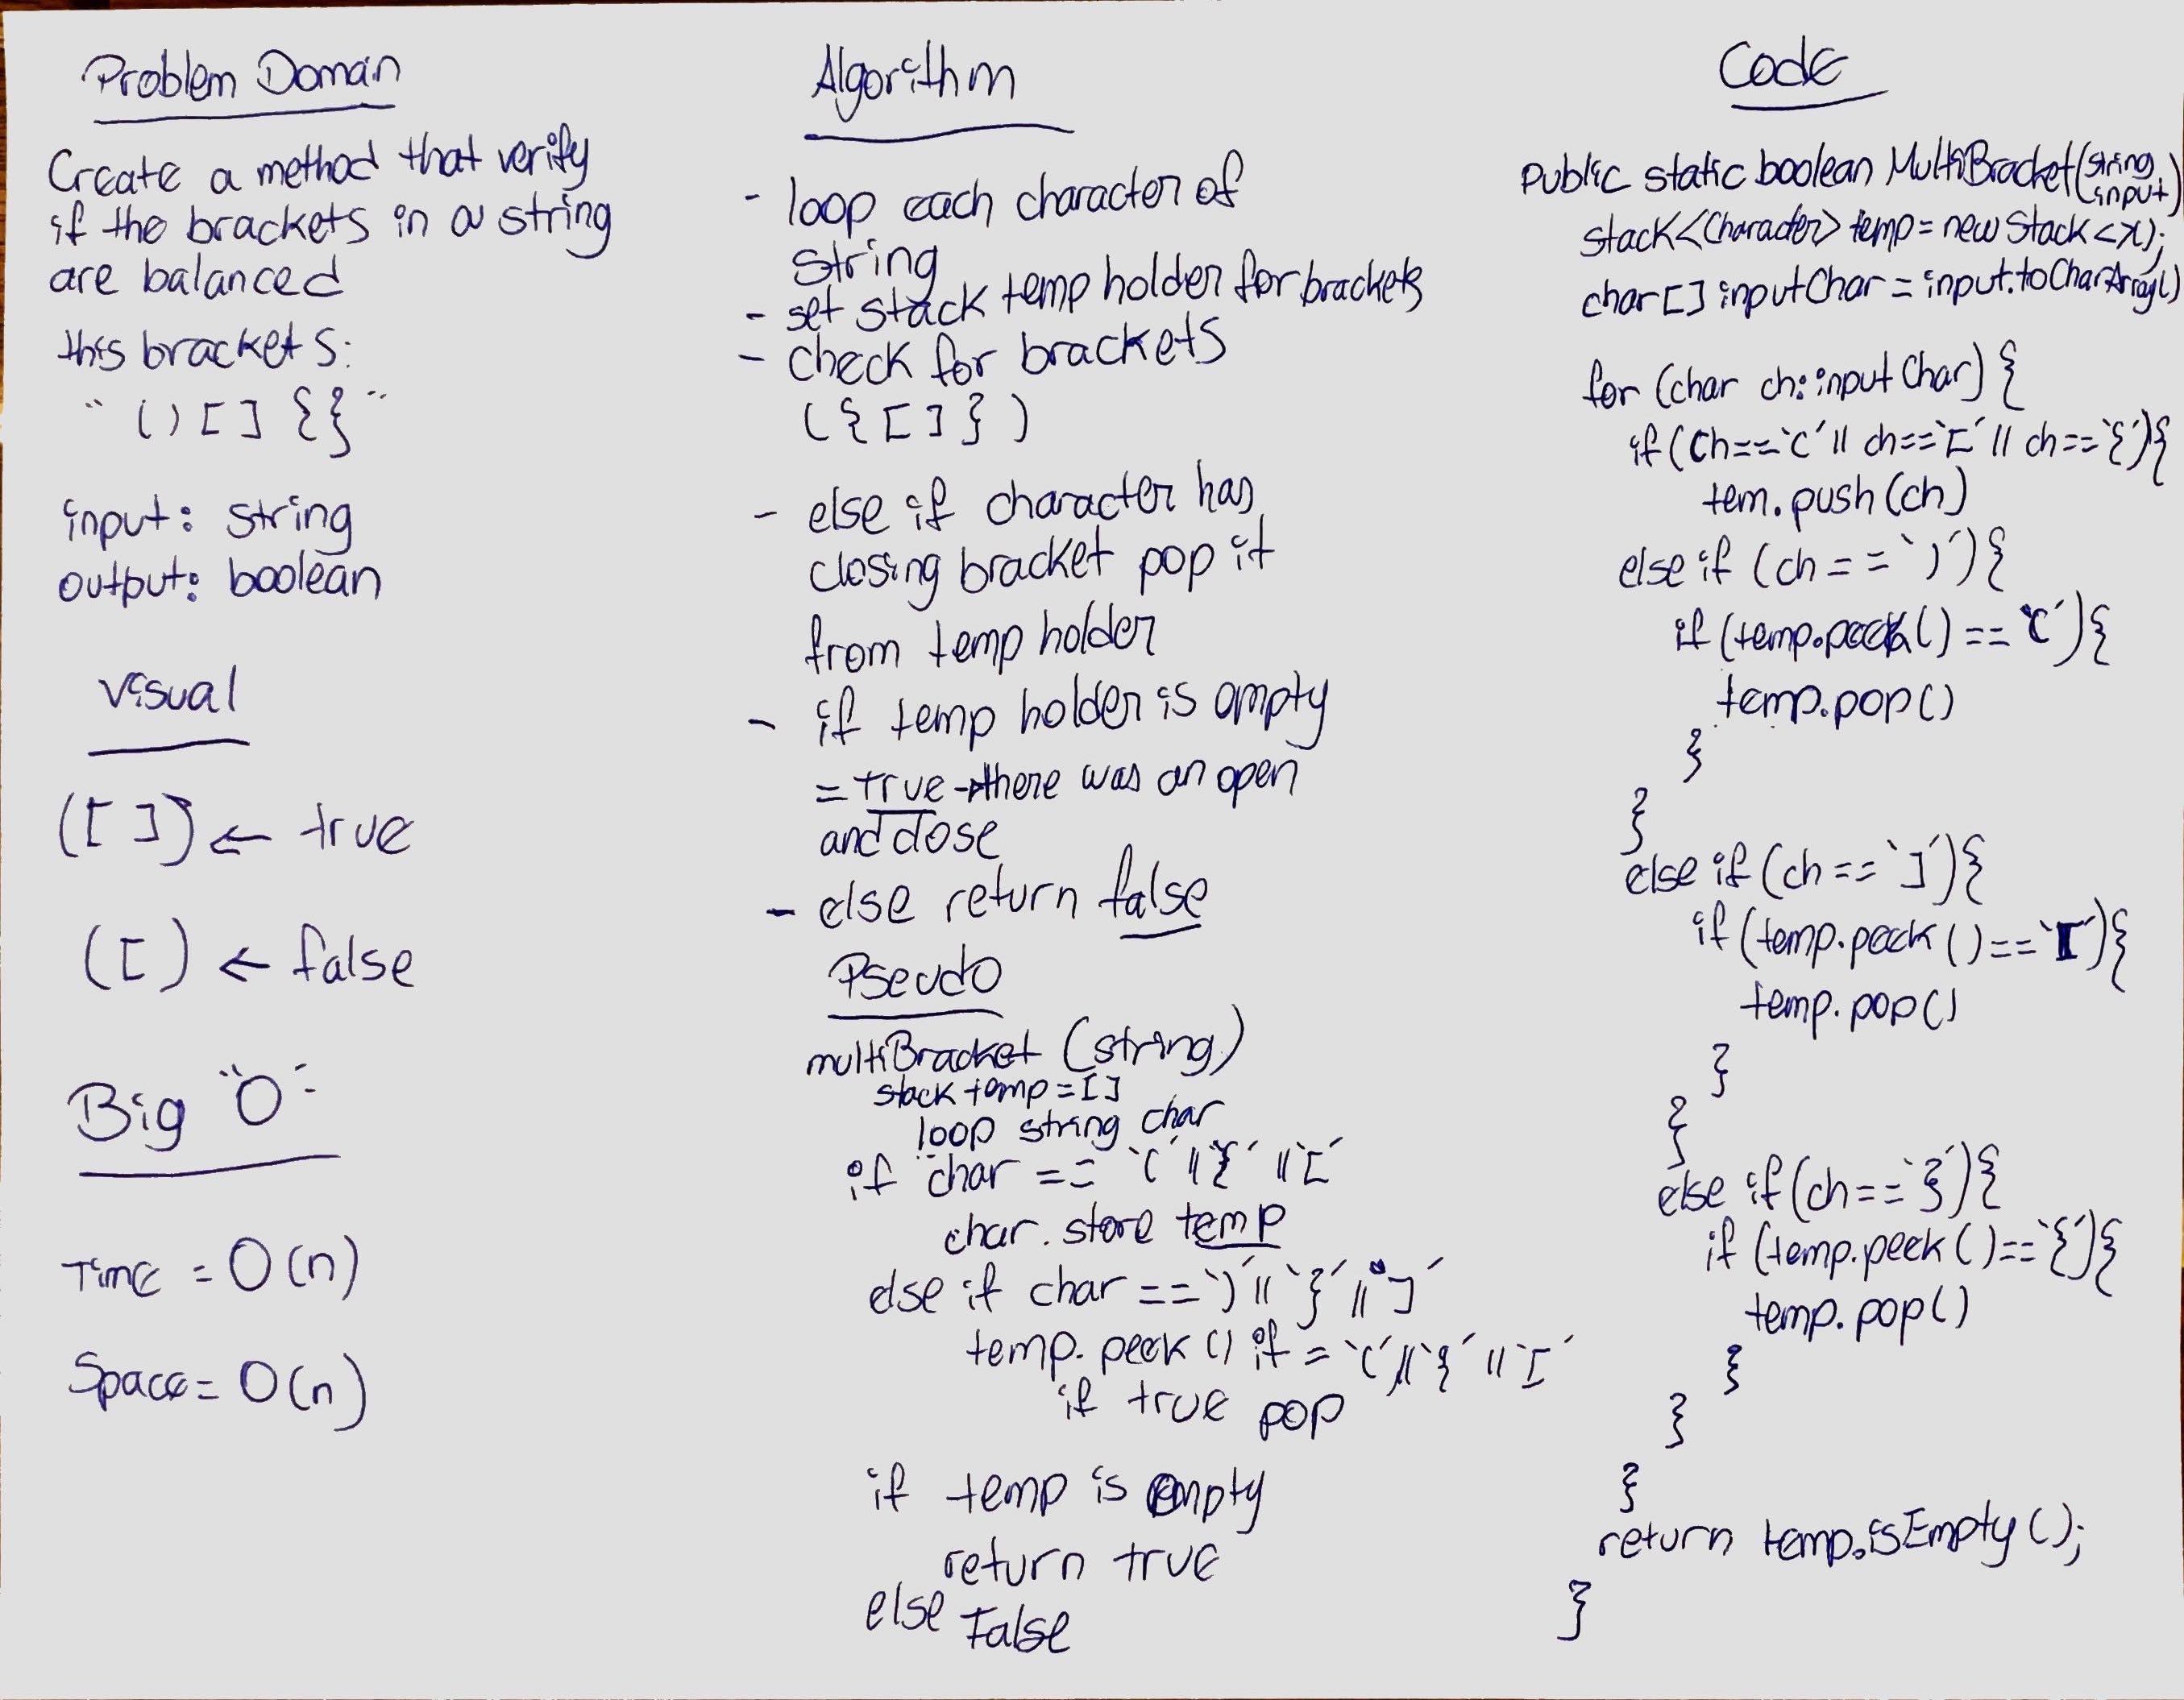 Problem Domain
Create a method that verify
if the brackets in a string
are balanced
this brackets:
" () [ ] { } "
input: string
output: boolean
visual
([ ]) ← true
([ ) ← false
Big "O"
Time = O(n)
Space = O(n)
Algorithm
- loop each character of
string
- set stack temp holder for brackets
- check for brackets
( { [ ] } )
- else if character has
closing bracket pop it
from temp holder
- if temp holder is empty
= true → there was an open
and close
- else return false
Pseudo
multiBracket (string)
stack temp = [ ]
loop string char
if char == '(' || '{' || '['
char. store temp
else if char == ')' || '}' || ']'
temp. peek () if = '(' || '{' || '['
if true pop
if temp is empty
return true
else False
Code
public static boolean MultiBracket(string
input)
stack<Character> temp = new Stack<>();
char [] inputChar = input.toCharArray()
for (char ch: inputChar) {
if (ch == '(' || ch == '[' || ch == '{') {
tem. push (ch)
else if (ch == ')') {
if (temp.peek() == '(') {
temp.pop()
}
}
else if (ch == ']') {
if (temp.peek () == '[') {
temp. pop()
}
}
else if (ch == '}') {
if (temp.peek () == '{') {
temp. pop()
}
}
}
return temp.isEmpty ();
}